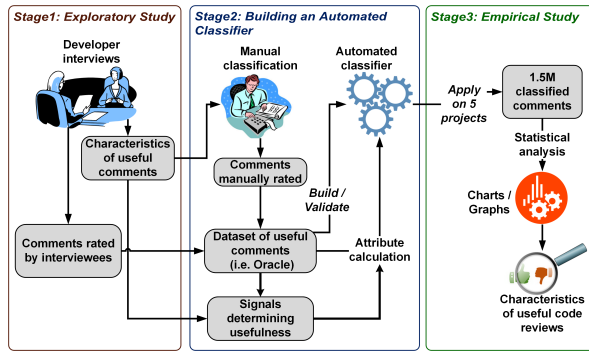 Stage1: Exploratory Study
Developer
interviews
Characteristics
of useful
comments
Comments rated
by interviewees
Stage2: Building an Automated
Classifier
Manual
classification
Automated
classifier
Comments
manually rated
Build /
Validate
Dataset of useful
comments
(i.e. Oracle)
Attribute
calculation
Signals
determining
usefulness
Stage3: Empirical Study
Apply
on 5
projects
1.5M
classified
comments
Statistical
analysis
Charts /
Graphs
Characteristics
of useful code
reviews